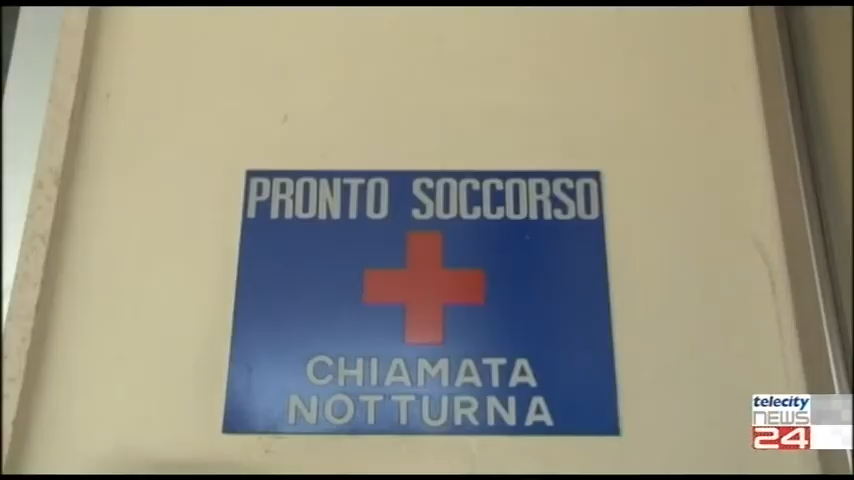 PRONTO SOCCORSO
CHIAMATA
NOTTURNA
telecity
NEWS
24